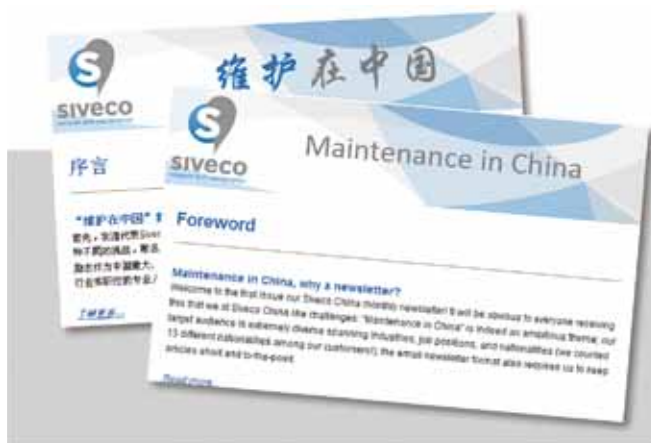 SIVECO
维护在中国
序言
"维护在中国"
了解更多...
SIVECO
Maintenance in China
Foreword
Maintenance in China, why a newsletter?
Welcome to the first issue our Siveco China monthly newsletter! It will be obvious to everyone receiving
this that we at Siveco China like challenges: "Maintenance in China" is indeed an ambitious theme; our
target audience is extremely diverse spanning industries, job positions, and nationalities (we counted
13 different nationalities among our customers!); the email newsletter format also requires us to keep
articles short and to-the-point.
Read more...